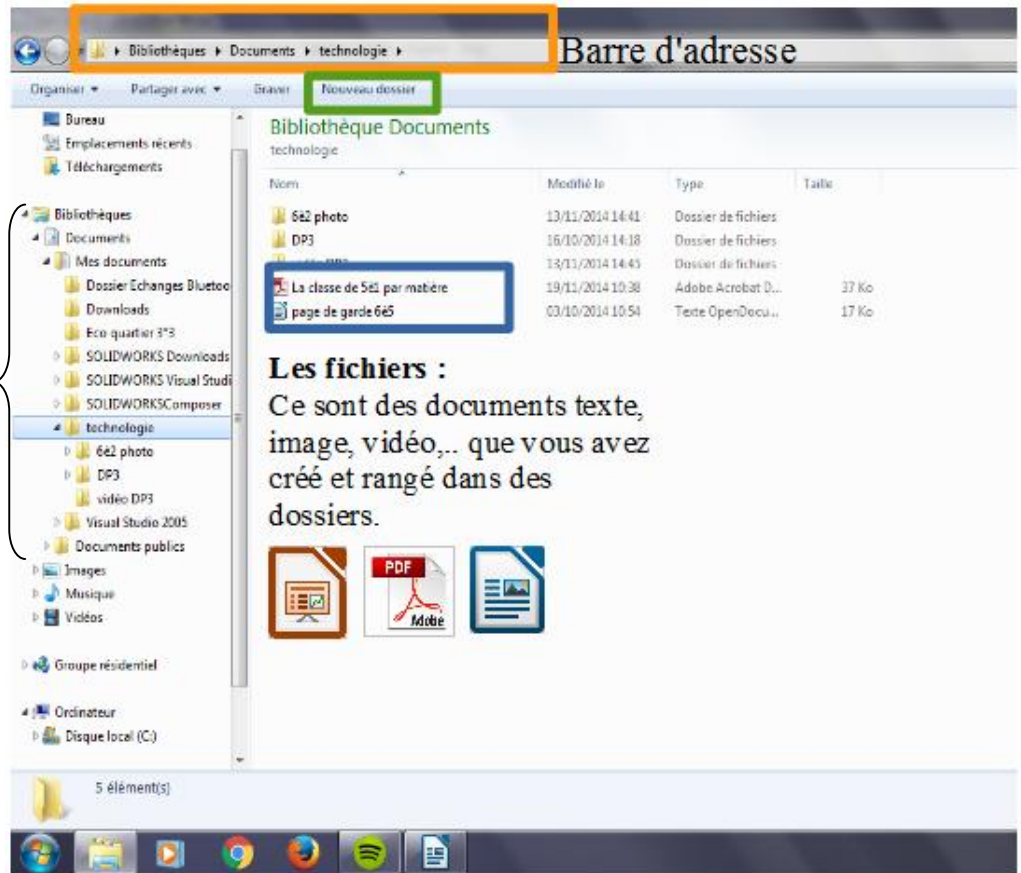 Bibliothèques Documents technologie
Barre d'adresse
Organiser Partager avec Graver Nouveau dossier
Bureau
Emplacements récents
Téléchargements
Bibliothèques
Documents
Mes documents
Dossier Echanges Bluetoo
Downloads
Eco quartier 3°3
SOLIDWORKS Downloads
SOLIDWORKS Visual Studi
SOLIDWORKSComposer
technologie
6è2 photo
DP3
vidéo DP3
Visual Studio 2005
Documents publics
Images
Musique
Vidéos
Groupe résidentiel
Ordinateur
Disque local (C:)
Bibliothèque Documents
technologie
Nom Modifié le Type Taille
6è2 photo 13/11/2014 14:41 Dossier de fichiers
DP3 16/10/2014 14:18 Dossier de fichiers
13/11/2014 14:45 Dossier de fichiers
La classe de 5è1 par matière 19/11/2014 10:38 Adobe Acrobat D... 37 Ko
page de garde 6è5 03/10/2014 10:54 Texte OpenDocu... 17 Ko
Les fichiers :
Ce sont des documents texte,
image, vidéo,.. que vous avez
créé et rangé dans des
dossiers.
PDF
Adobe
5 élément(s)